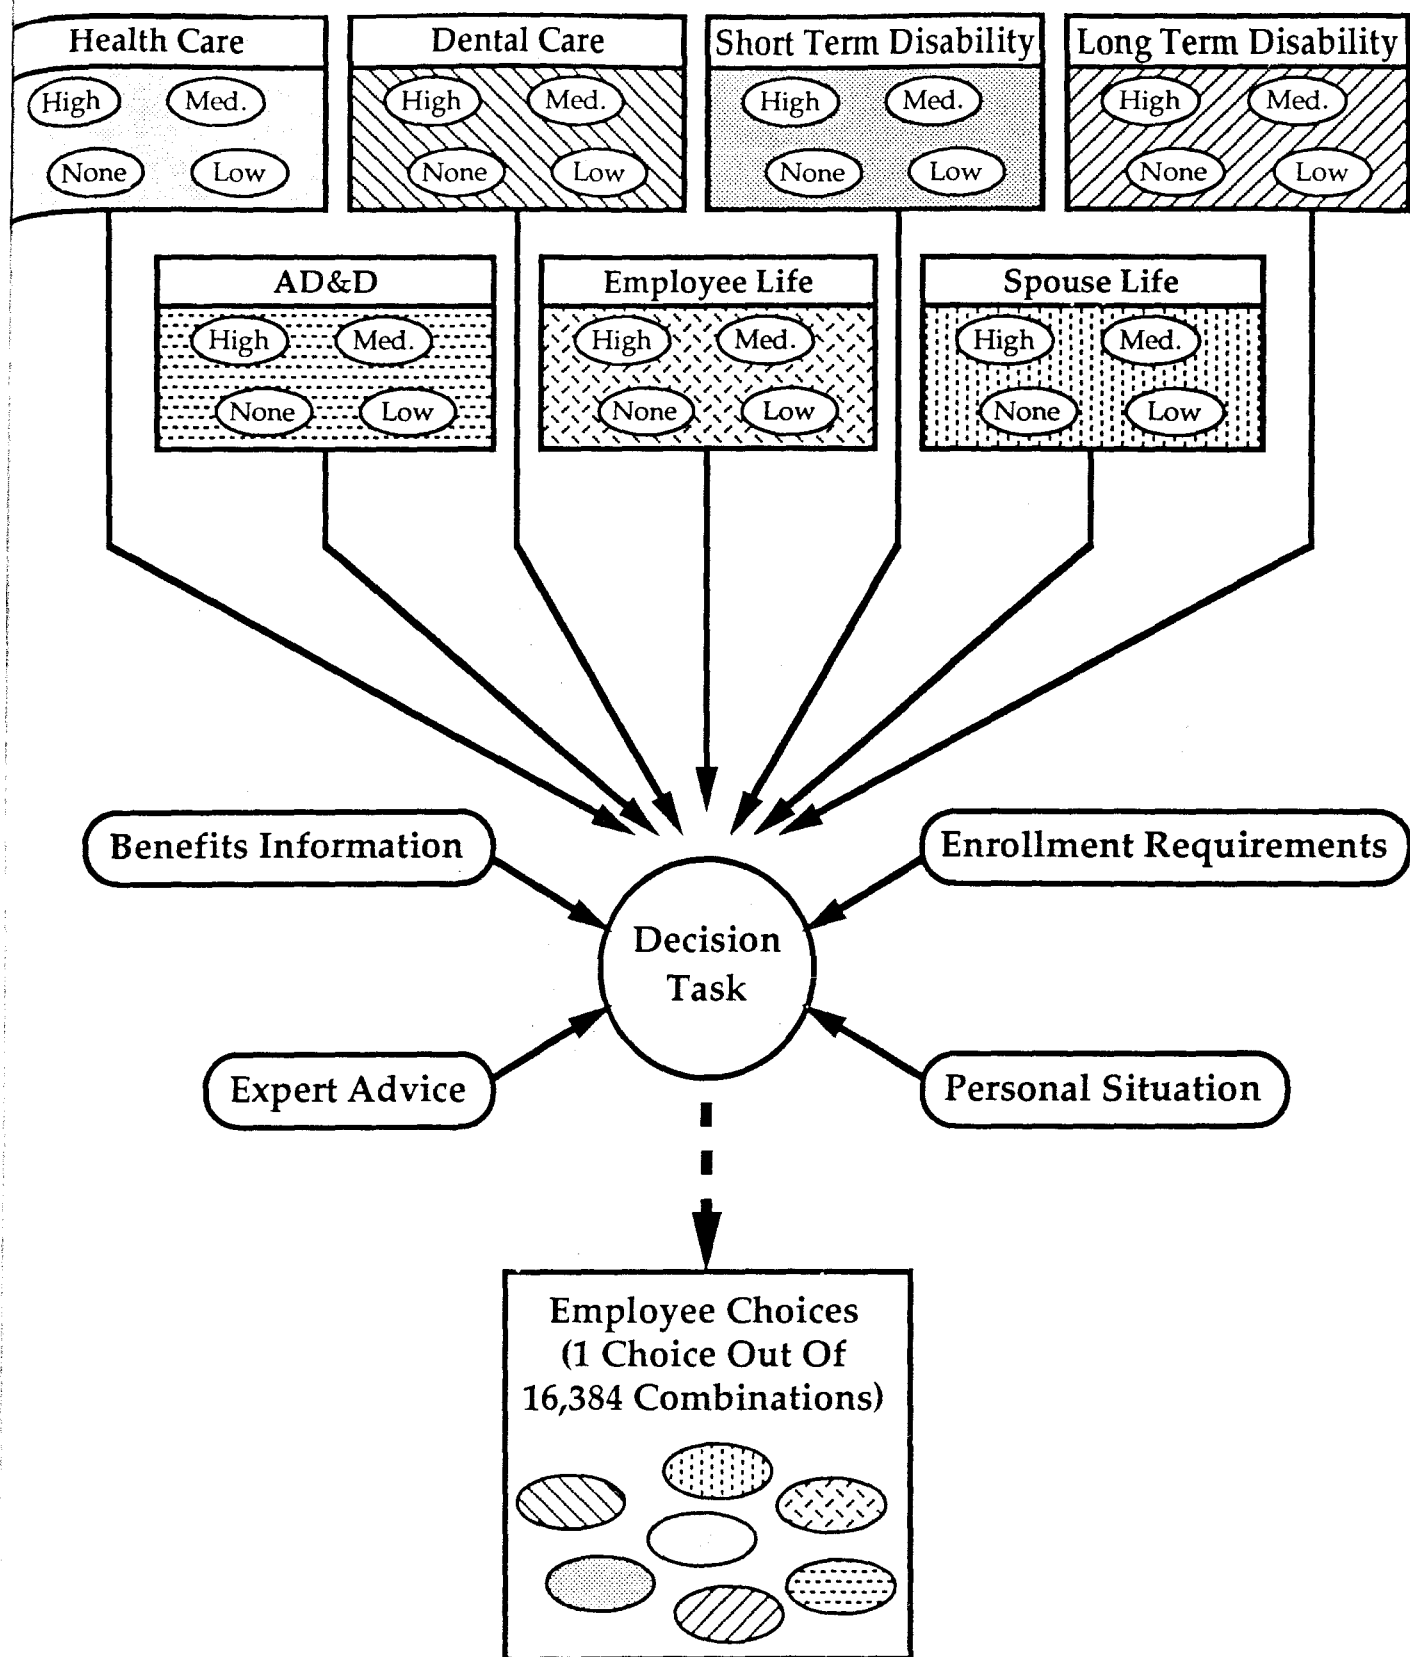 Health Care
High Med.
None Low
Dental Care
High Med.
None Low
Short Term Disability
High Med.
None Low
Long Term Disability
High Med.
None Low
AD&D
High Med.
None Low
Employee Life
High Med.
None Low
Spouse Life
High Med.
None Low
Benefits Information
Enrollment Requirements
Decision
Task
Expert Advice
Personal Situation
Employee Choices
(1 Choice Out Of
16,384 Combinations)